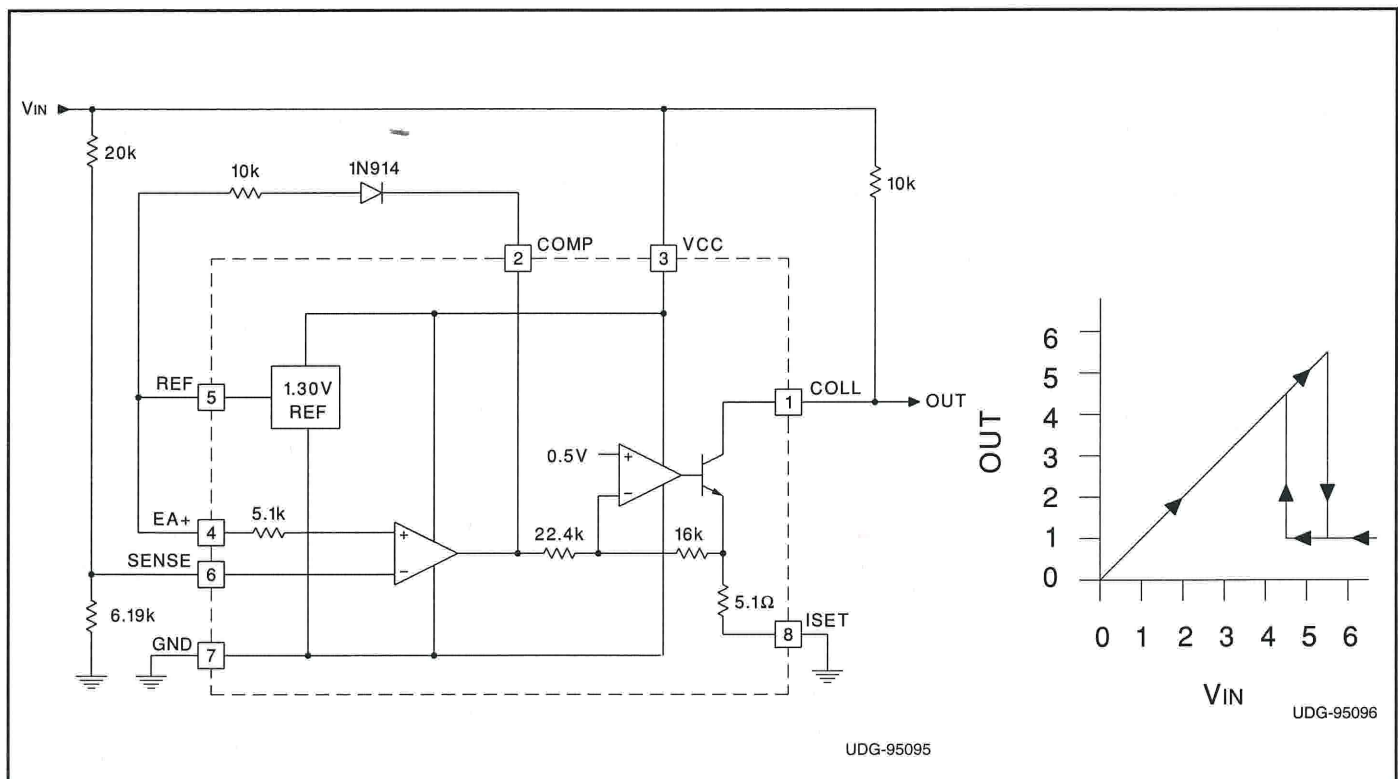 VIN
20k
10k
1N914
10k
2
COMP
3
VCC
REF
5
1.30V
REF
1
COLL
OUT
0.5V
+
−
EA+
4
5.1k
+
−
22.4k
16k
SENSE
6
6.19k
5.1Ω
8
ISET
GND
7
UDG-95095
OUT
6
5
4
3
2
1
0
0 1 2 3 4 5 6
VIN
UDG-95096